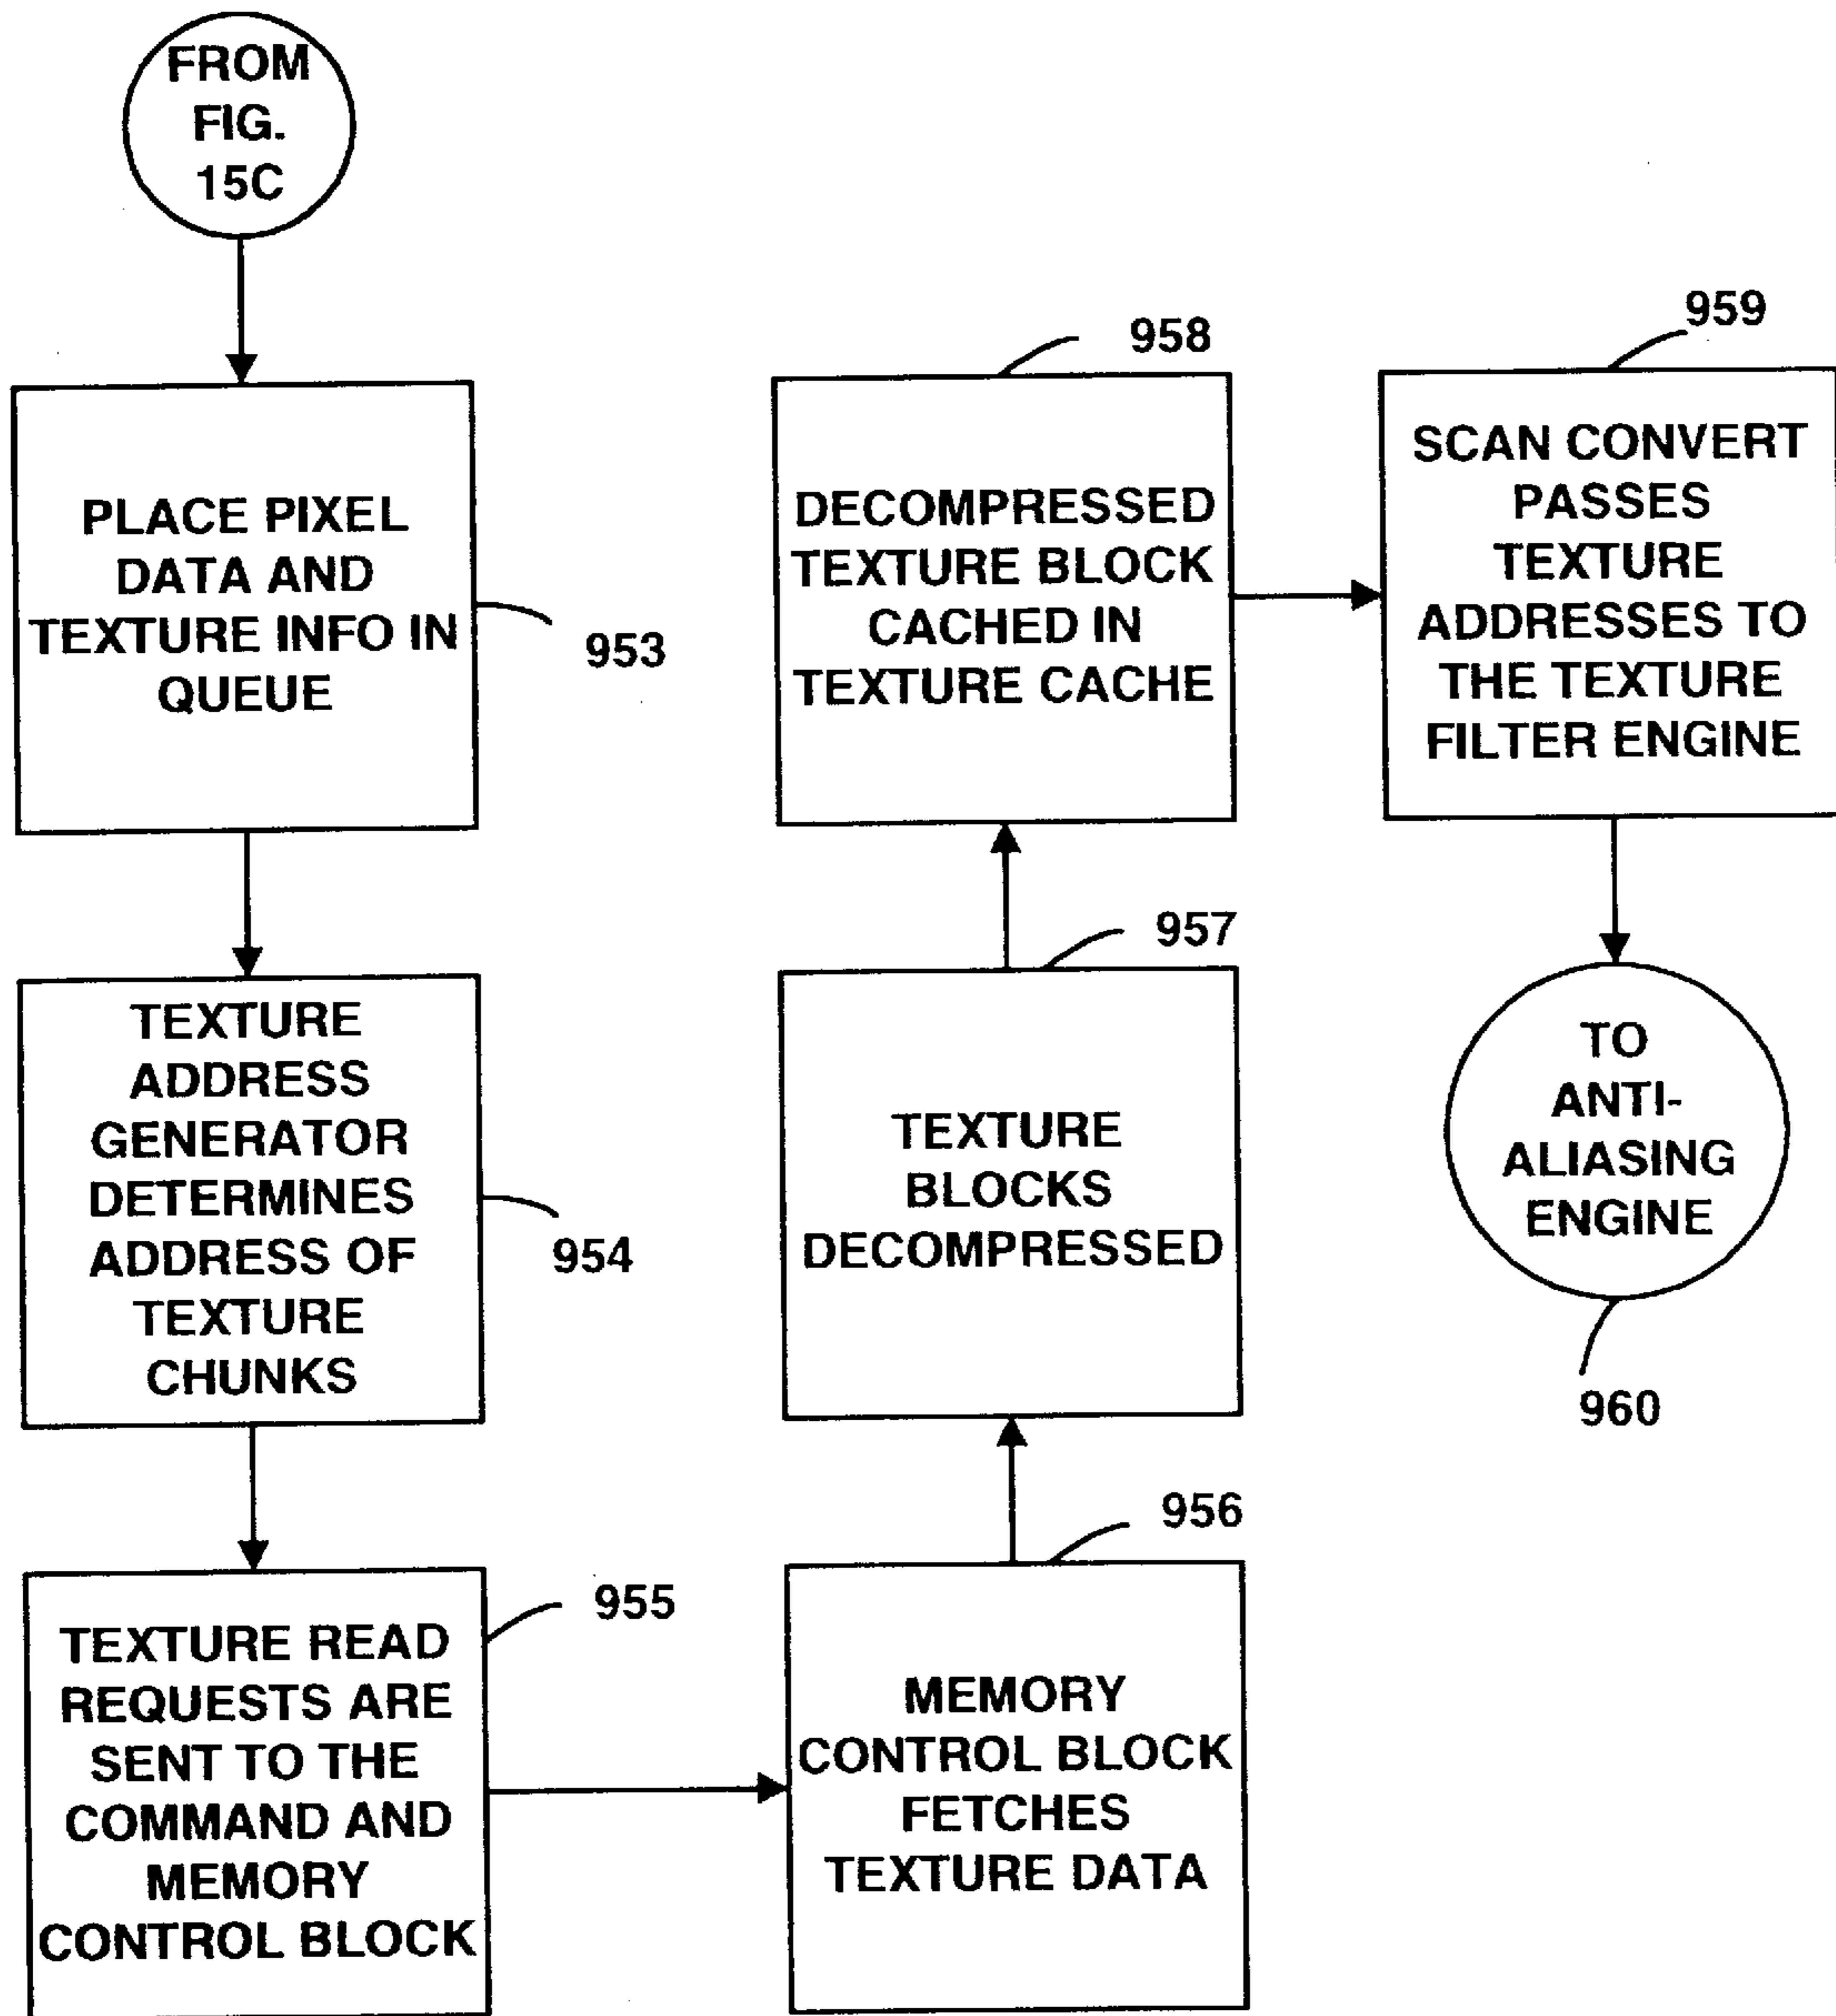 FROM
FIG.
15C
PLACE PIXEL
DATA AND
TEXTURE INFO IN
QUEUE
953
TEXTURE
ADDRESS
GENERATOR
DETERMINES
ADDRESS OF
TEXTURE
CHUNKS
954
TEXTURE READ
REQUESTS ARE
SENT TO THE
COMMAND AND
MEMORY
CONTROL BLOCK
955
MEMORY
CONTROL BLOCK
FETCHES
TEXTURE DATA
956
TEXTURE
BLOCKS
DECOMPRESSED
957
DECOMPRESSED
TEXTURE BLOCK
CACHED IN
TEXTURE CACHE
958
SCAN CONVERT
PASSES
TEXTURE
ADDRESSES TO
THE TEXTURE
FILTER ENGINE
959
TO
ANTI-
ALIASING
ENGINE
960